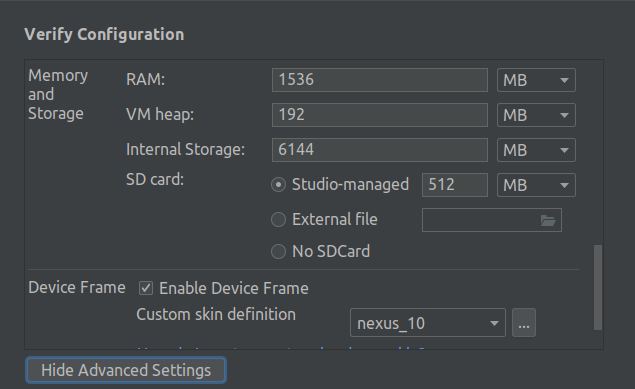 Verify Configuration
Memory and Storage
RAM: 1536 MB
VM heap: 192 MB
Internal Storage: 6144 MB
SD card: Studio-managed 512 MB
External file
No SDCard
Device Frame Enable Device Frame
Custom skin definition nexus_10 ...
Hide Advanced Settings